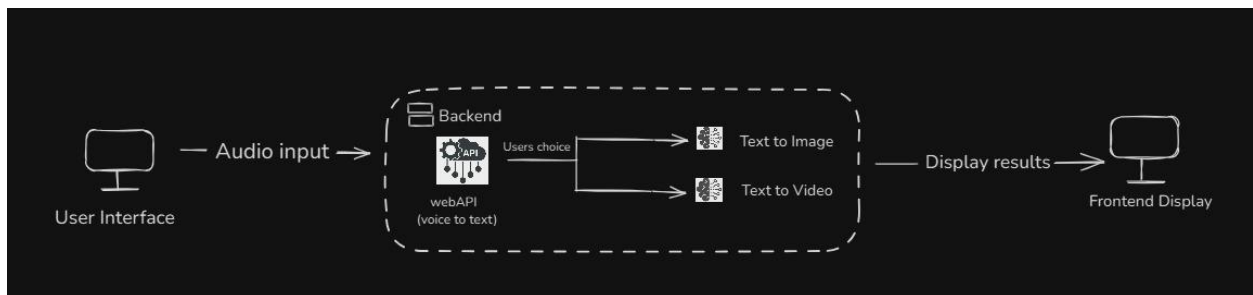 Backend
API
Users choice
Text to Image
Audio input
Display results
Text to Video
webAPI
(voice to text)
User Interface
Frontend Display